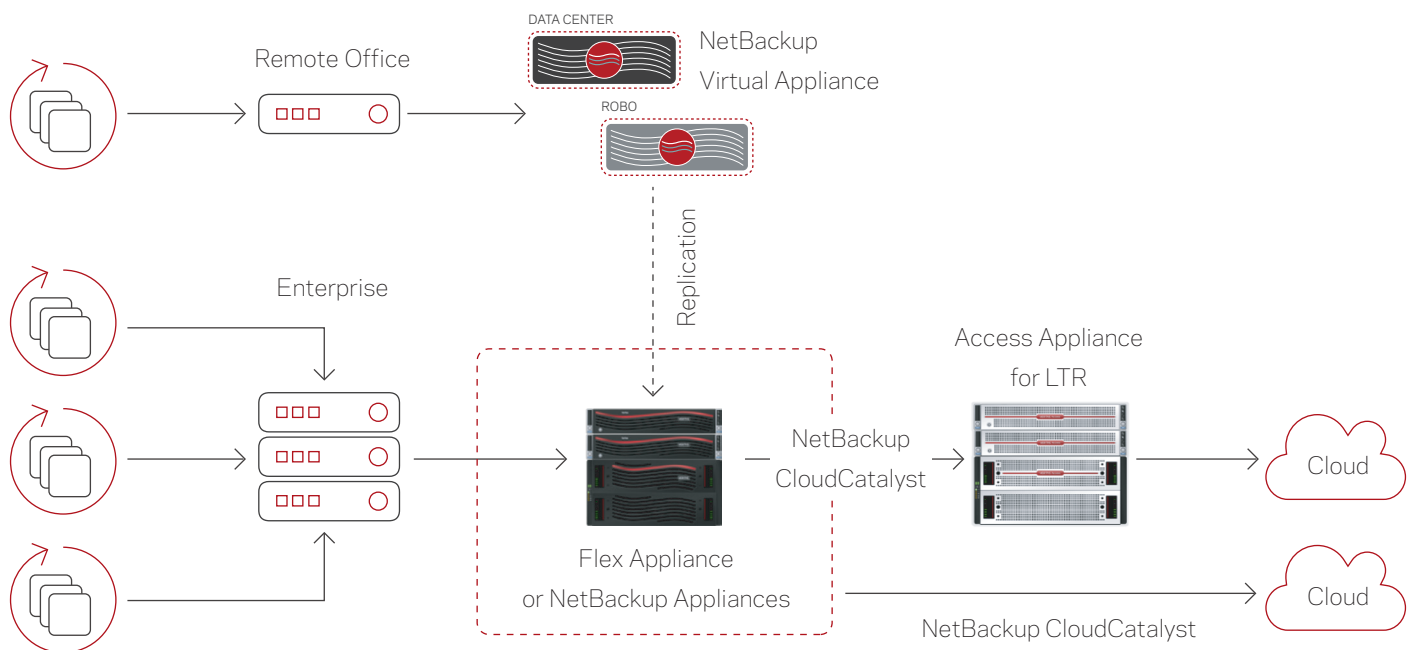 DATA CENTER
NetBackup
Virtual Appliance
Remote Office
ROBO
Replication
Enterprise
Access Appliance
for LTR
NetBackup
CloudCatalyst
Cloud
Flex Appliance
or NetBackup Appliances
Cloud
NetBackup CloudCatalyst